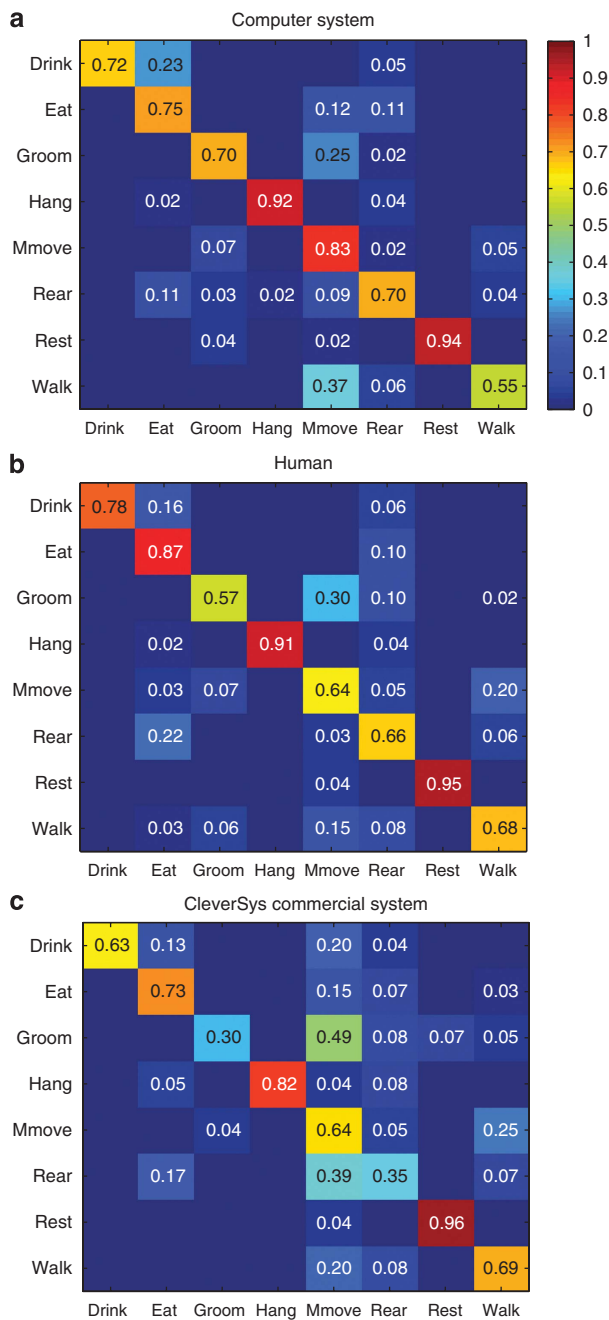 a Computer system
Drink 0.72 0.23 0.05 1
Eat 0.75 0.12 0.11 0.9
Groom 0.70 0.25 0.02 0.8
Hang 0.02 0.92 0.04 0.7
0.6
Mmove 0.07 0.83 0.02 0.05 0.5
Rear 0.11 0.03 0.02 0.09 0.70 0.04 0.4
0.3
Rest 0.04 0.02 0.94 0.2
Walk 0.37 0.06 0.55 0.1
0
Drink Eat Groom Hang Mmove Rear Rest Walk
b Human
Drink 0.78 0.16 0.06
Eat 0.87 0.10
Groom 0.57 0.30 0.10 0.02
Hang 0.02 0.91 0.04
Mmove 0.03 0.07 0.64 0.05 0.20
Rear 0.22 0.03 0.66 0.06
Rest 0.04 0.95
Walk 0.03 0.06 0.15 0.08 0.68
Drink Eat Groom Hang Mmove Rear Rest Walk
c CleverSys commercial system
Drink 0.63 0.13 0.20 0.04
Eat 0.73 0.15 0.07 0.03
Groom 0.30 0.49 0.08 0.07 0.05
Hang 0.05 0.82 0.04 0.08
Mmove 0.04 0.64 0.05 0.25
Rear 0.17 0.39 0.35 0.07
Rest 0.04 0.96
Walk 0.20 0.08 0.69
Drink Eat Groom Hang Mmove Rear Rest Walk